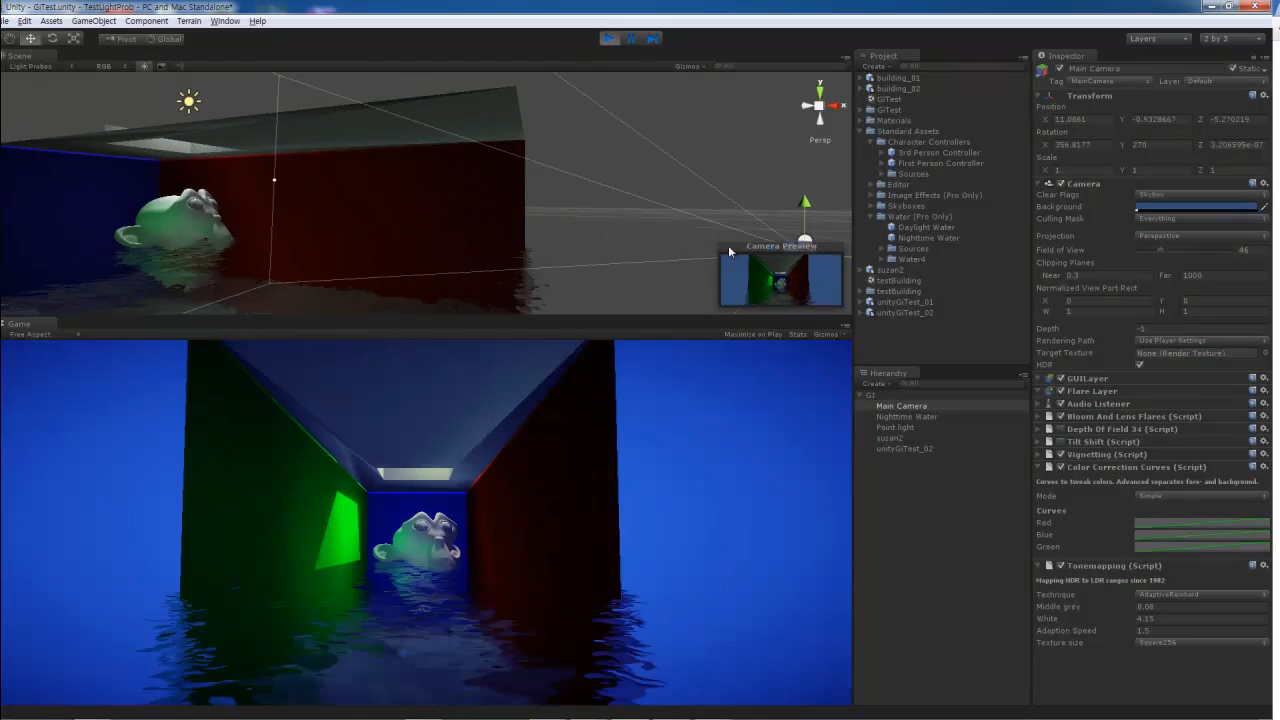 Unity - GITest.unity - TestLightProb - PC and Mac Standalone*
Edit Assets GameObject Component Terrain Window Help
Pivot Global
Layers 2 by 3
Scene
Light Probes RGB Gizmos
y
x
Persp
Camera Preview
Game
Free Aspect Maximize on Play Stats Gizmos
Project
Create
building_01
building_02
GITest
GITest
Materials
Standard Assets
Character Controllers
3rd Person Controller
First Person Controller
Sources
Editor
Image Effects (Pro Only)
Skyboxes
Water (Pro Only)
Daylight Water
Nighttime Water
Sources
Water4
suzan2
testBuilding
testBuilding
unityGiTest_01
unityGiTest_02
Hierarchy
Create
GI
Main Camera
Nighttime Water
Point light
suzan2
unityGiTest_02
Inspector
Main Camera Static
Tag MainCamera Layer Default
Transform
Position
X 11.0861 Y -0.9328667 Z -5.270219
Rotation
X 356.8177 Y 270 Z 3.206595e-07
Scale
X 1 Y 1 Z 1
Camera
Clear Flags Skybox
Background
Culling Mask Everything
Projection Perspective
Field of View 46
Clipping Planes
Near 0.3 Far 1000
Normalized View Port Rect
X 0 Y 0
W 1 H 1
Depth -1
Rendering Path Use Player Settings
Target Texture None (Render Texture)
HDR
GUILayer
Flare Layer
Audio Listener
Bloom And Lens Flares (Script)
Depth Of Field 34 (Script)
Tilt Shift (Script)
Vignetting (Script)
Color Correction Curves (Script)
Curves to tweak colors. Advanced separates fore- and background.
Mode Simple
Curves
Red
Blue
Green
Tonemapping (Script)
Mapping HDR to LDR ranges since 1982
Technique AdaptiveReinhard
Middle grey 0.08
White 4.15
Adaption Speed 1.5
Texture size Square256